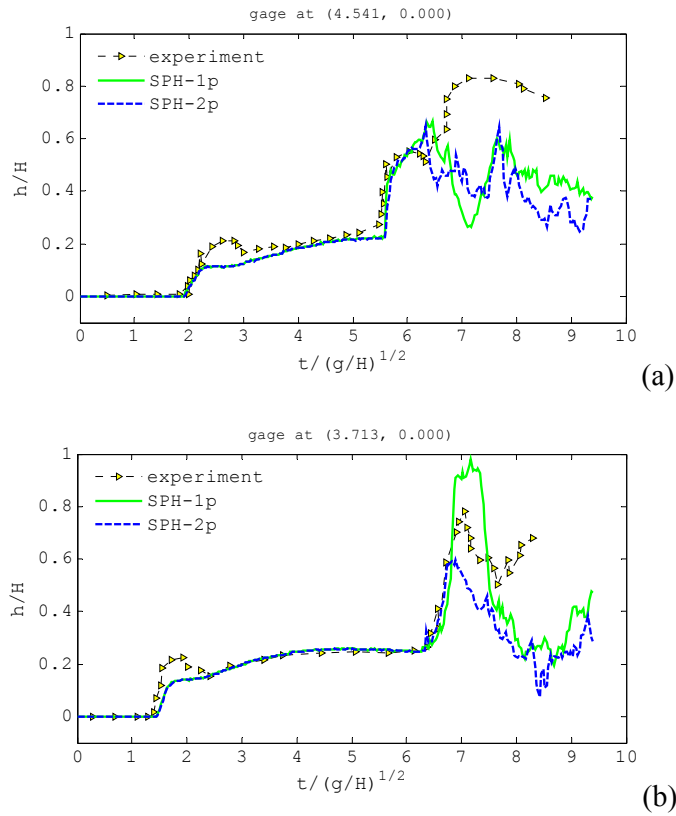 gage at (4.541, 0.000)
1
0.8
0.6
0.4
0.2
0
h/H
experiment
SPH-1p
SPH-2p
0 1 2 3 4 5 6 7 8 9 10
t/(g/H)^1/2
(a)
gage at (3.713, 0.000)
1
0.8
0.6
0.4
0.2
0
h/H
experiment
SPH-1p
SPH-2p
0 1 2 3 4 5 6 7 8 9 10
t/(g/H)^1/2
(b)